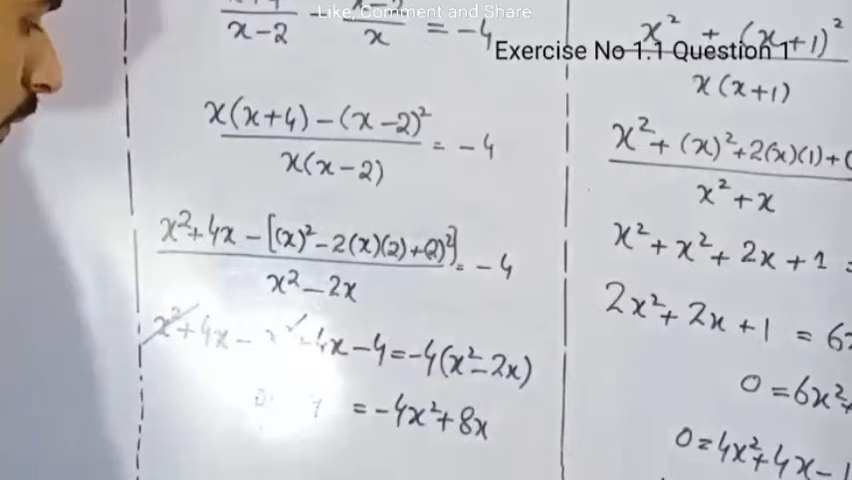 Like, Comment and Share
Exercise No 1.1 Question 1
x-2 x = -4
x(x+4) - (x-2)² = -4
x(x-2)
x²+4x-[(x)²-2(x)(2)+(2)²] = -4
x²-2x
x²+4x - 4x-4=-4(x²-2x)
= -4x²+8x
x² + (x+1)²
x(x+1)
x²+(x)²+2(x)(1)+(
x²+x
x²+x²+2x+1 =
2x²+2x+1 = 6
0=6x²+
0=4x²+4x-1